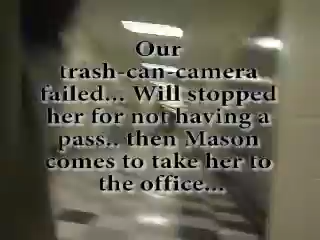 Our
trash-can-camera
failed... Will stopped
her for not having a
pass.. then Mason
comes to take her to
the office...